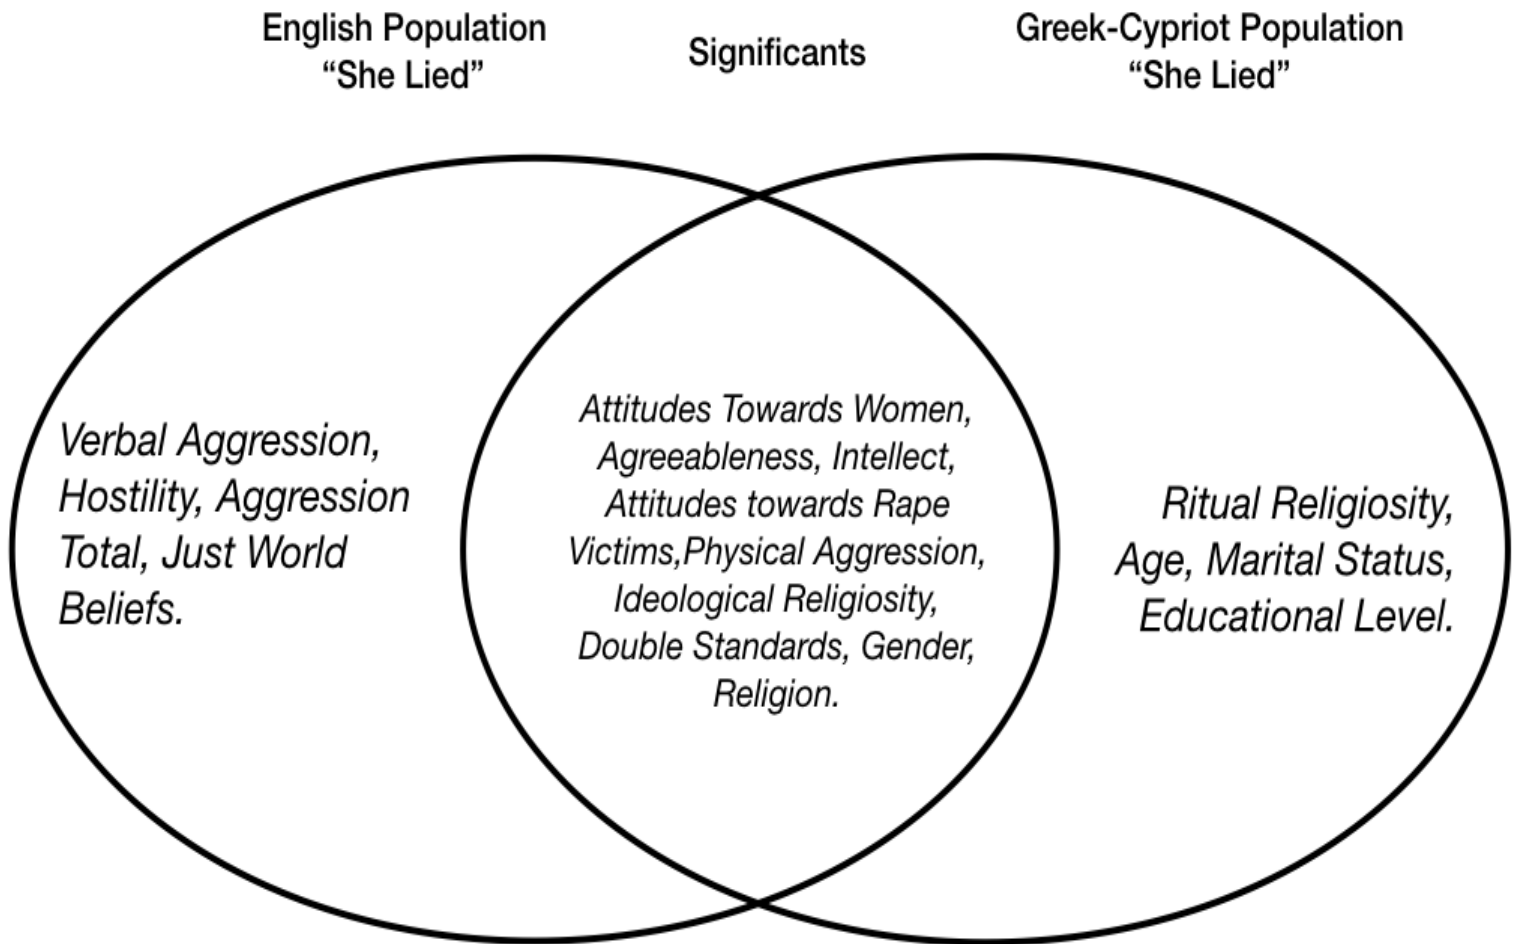 English Population
“She Lied”
Significants
Greek-Cypriot Population
“She Lied”
Verbal Aggression,
Hostility, Aggression
Total, Just World
Beliefs.
Attitudes Towards Women,
Agreeableness, Intellect,
Attitudes towards Rape
Victims,Physical Aggression,
Ideological Religiosity,
Double Standards, Gender,
Religion.
Ritual Religiosity,
Age, Marital Status,
Educational Level.